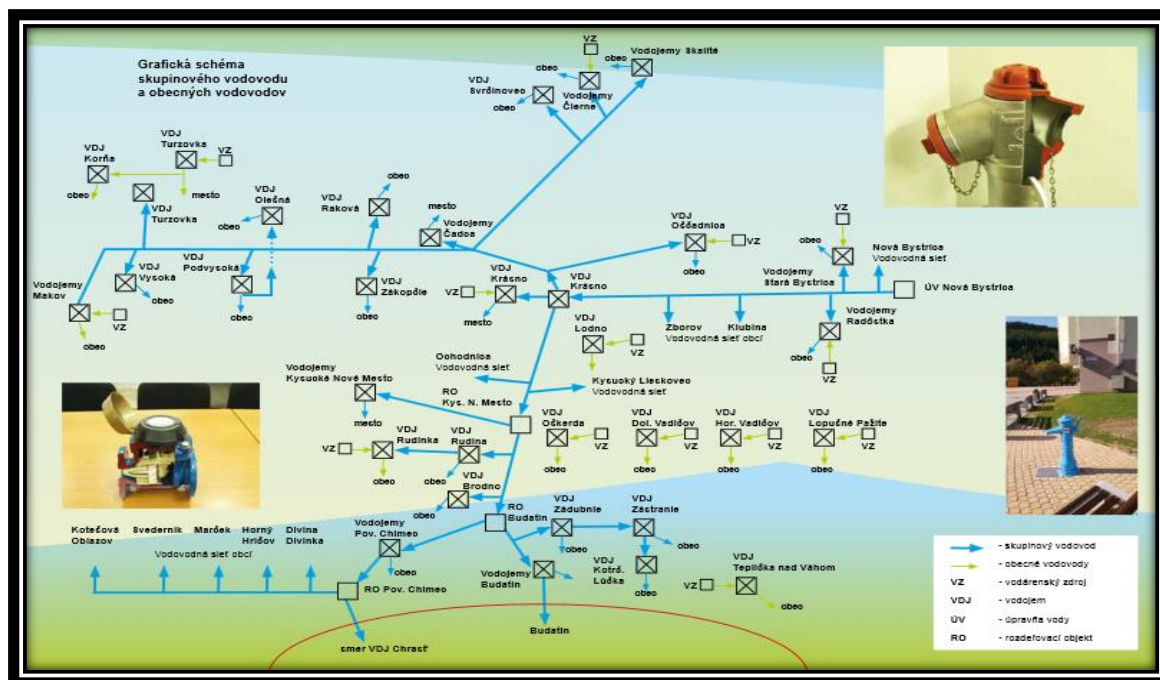 Grafická schéma
skupinového vodovodu
a obecných vodovodov
VZ
obec
Vodojemy Skalité
obec
VDJ
Svrčinovec
obec
Vodojemy
Čierne
VDJ
Turzovka
VZ
VDJ
Korňa
obec
mesto
VDJ
Turzovka
VDJ
Olešná
obec
obec
VDJ
Raková
mesto
Vodojemy
Čadca
VDJ
Oščadnica
VZ
obec
VZ
obec
Nová Bystrica
Vodovodná sieť
Vodojemy
Stará Bystrica
ÚV Nová Bystrica
Vodojemy
Makov
VZ
obec
VDJ
Vysoká
obec
VDJ
Podvysoká
obec
VDJ
Zákopčie
obec
VDJ
Krásno
VZ
mesto
VDJ
Krásno
Zborov
Klubina
Vodovodná sieť obcí
Vodojemy
Radôstka
obec
VZ
VDJ
Lodno
VZ
obec
Ochodnica
Vodovodná sieť
Kysucký Lieskovec
Vodovodná sieť
Vodojemy
Kysucké Nové Mesto
mesto
RO
Kys. N. Mesto
VDJ
Oškerda
VZ
obec
VDJ
Dol. Vadičov
VZ
obec
VDJ
Hor. Vadičov
VZ
obec
VDJ
Lopušné Pažite
VZ
obec
VZ
VDJ
Rudinka
obec
VDJ
Rudina
obec
VDJ
Brodno
obec
RO
Budatín
VDJ
Zádubnie
obec
VDJ
Zástranie
obec
VDJ
Kotrč.
Lúčka
obec
Kotešová
Oblazov
Svederník
Marček
Horný
Hričov
Divina
Divinka
Vodovodná sieť obcí
Vodojemy
Pov. Chlmec
obec
RO Pov. Chlmec
smer VDJ Chrasť
Vodojemy
Budatín
Budatín
VDJ
Teplička nad Váhom
VZ
obec
- skupinový vodovod
- obecné vodovody
VZ - vodárenský zdroj
VDJ - vodojem
ÚV - úpravňa vody
RO - rozdeľovací objekt